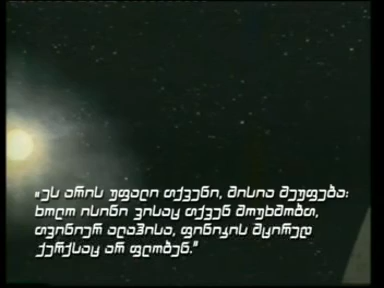 "ეს არის უფალი თქვენი, მისია მეუფება:
ხოლო ისინი ვისაც თქვენ მოუხმობთ,
თვინიერ ალაჰისა, ფინიკის მცირედ
ქერქსაც არ ფლობენ."